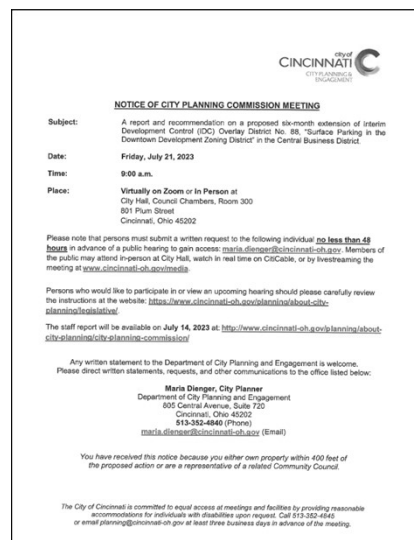 city of
CINCINNATI
CITY PLANNING &
ENGAGEMENT
NOTICE OF CITY PLANNING COMMISSION MEETING
Subject: A report and recommendation on a proposed six-month extension of Interim
Development Control (IDC) Overlay District No. 88, "Surface Parking in the
Downtown Development Zoning District" in the Central Business District.
Date: Friday, July 21, 2023
Time: 9:00 a.m.
Place: Virtually on Zoom or In Person at
City Hall, Council Chambers, Room 300
801 Plum Street
Cincinnati, Ohio 45202
Please note that persons must submit a written request to the following individual no less than 48
hours in advance of a public hearing to gain access: maria.dienger@cincinnati-oh.gov. Members of
the public may attend in-person at City Hall, watch in real time on CitiCable, or by livestreaming the
meeting at www.cincinnati-oh.gov/media.
Persons who would like to participate in or view an upcoming hearing should please carefully review
the instructions at the website: https://www.cincinnati-oh.gov/planning/about-city-
planning/legislative/.
The staff report will be available on July 14, 2023 at: http://www.cincinnati-oh.gov/planning/about-
city-planning/city-planning-commission/
Any written statement to the Department of City Planning and Engagement is welcome.
Please direct written statements, requests, and other communications to the office listed below:
Maria Dienger, City Planner
Department of City Planning and Engagement
805 Central Avenue, Suite 720
Cincinnati, Ohio 45202
513-352-4840 (Phone)
maria.dienger@cincinnati-oh.gov (Email)
You have received this notice because you either own property within 400 feet of
the proposed action or are a representative of a related Community Council.
The City of Cincinnati is committed to equal access at meetings and facilities by providing reasonable
accommodations for individuals with disabilities upon request. Call 513-352-4845
or email planning@cincinnati-oh.gov at least three business days in advance of the meeting.